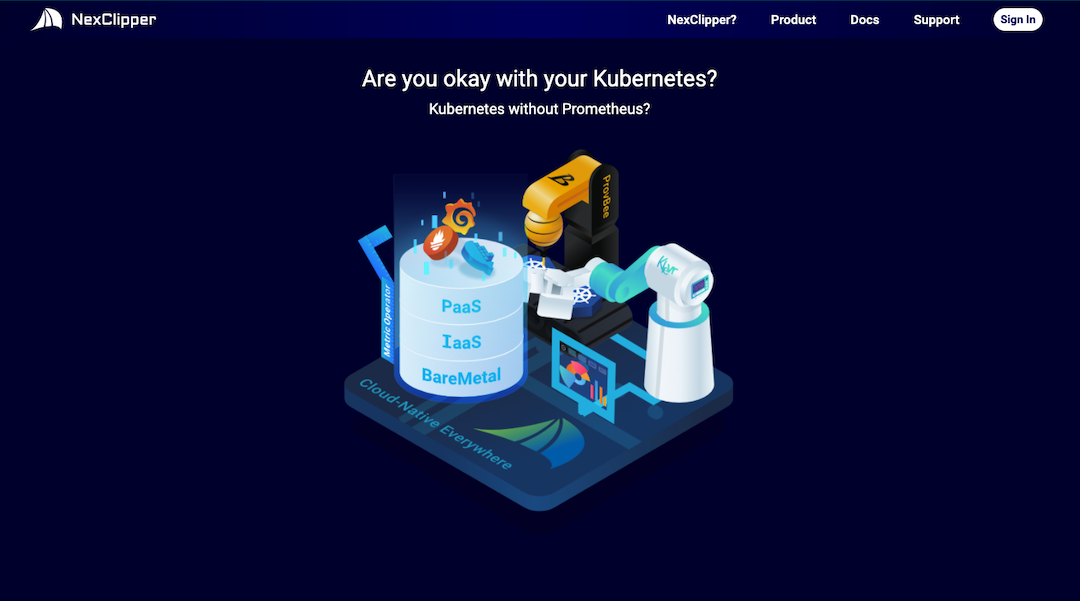 NexClipper
NexClipper?
Product
Docs
Support
Sign In
Are you okay with your Kubernetes?
Kubernetes without Prometheus?
B
ProvBee
Klevr
Metric Operator
PaaS
IaaS
BareMetal
Cloud-Native Everywhere